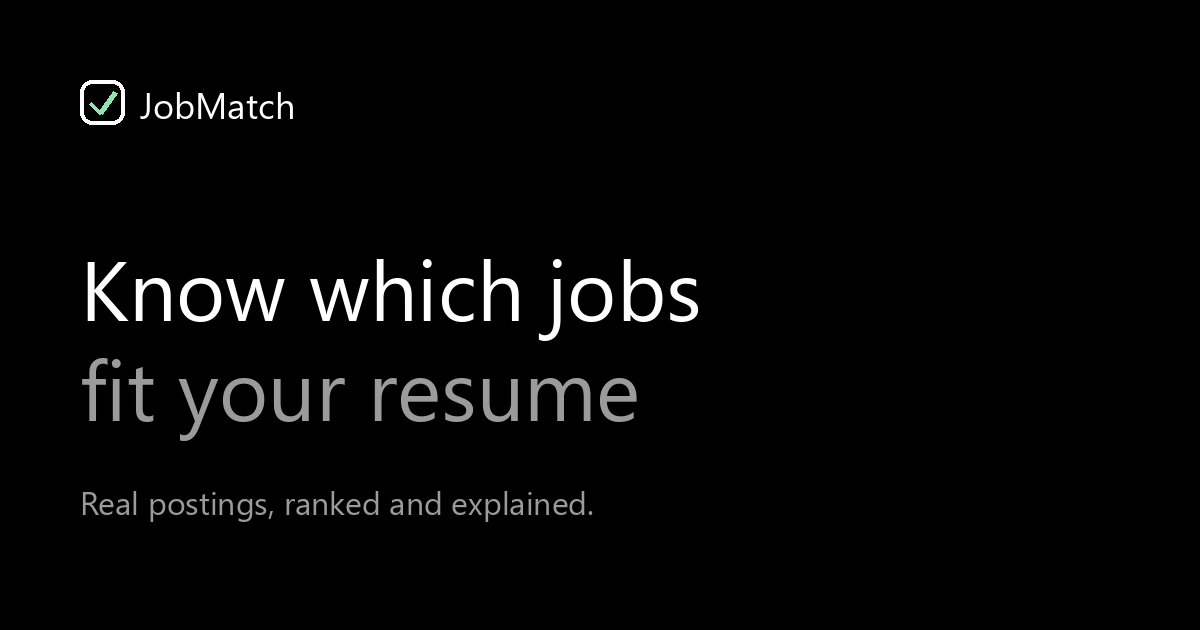 JobMatch
Know which jobs
fit your resume
Real postings, ranked and explained.